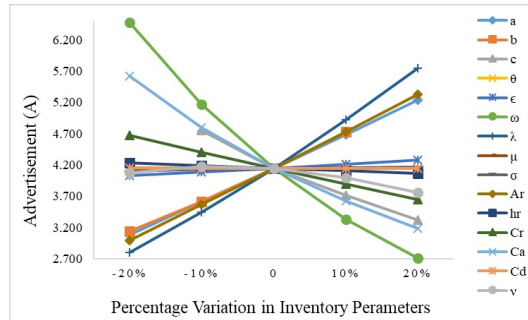 6.200
5.700
5.200
4.700
4.200
3.700
3.200
2.700
-20%
-10%
0
10%
20%
Advertisement (A)
Percentage Variation in Inventory Perameters
a
b
c
θ
ϵ
ω
λ
μ
σ
Ar
hr
Cr
Ca
Cd
ν